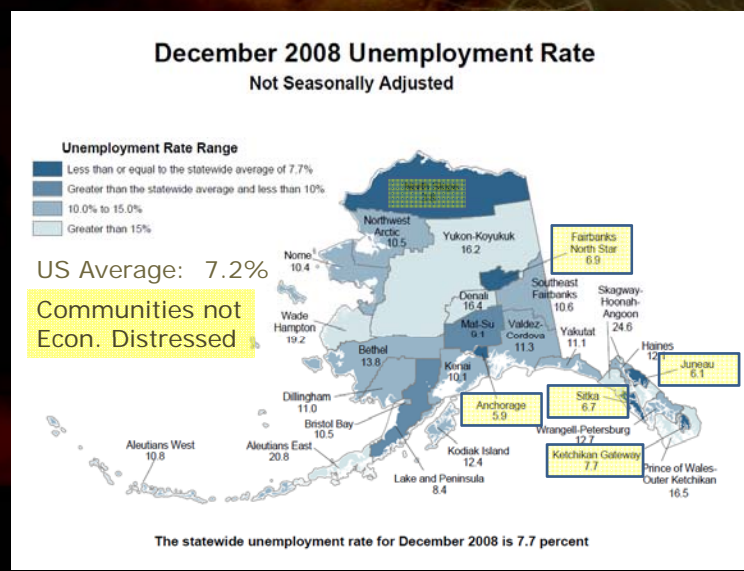 December 2008 Unemployment Rate
Not Seasonally Adjusted
Unemployment Rate Range
Less than or equal to the statewide average of 7.7%
Greater than the statewide average and less than 10%
10.0% to 15.0%
Greater than 15%
US Average: 7.2%
Communities not
Econ. Distressed
North Slope
Northwest
Arctic
10.5
Yukon-Koyukuk
16.2
Fairbanks
North Star
6.9
Nome
10.4
Denali
16.4
Southeast
Fairbanks
10.6
Skagway-
Hoonah-
Angoon
24.6
Wade
Hampton
19.2
Mat-Su
9.1
Valdez-
Cordova
11.3
Yakutat
11.1
Haines
Bethel
13.8
Kenai
10.1
Juneau
6.1
Dillingham
11.0
Anchorage
5.9
Sitka
6.7
Bristol Bay
10.5
Wrangell-Petersburg
12.7
Aleutians West
10.8
Aleutians East
20.8
Kodiak Island
12.4
Ketchikan Gateway
7.7
Lake and Peninsula
8.4
Prince of Wales-
Outer Ketchikan
16.5
The statewide unemployment rate for December 2008 is 7.7 percent